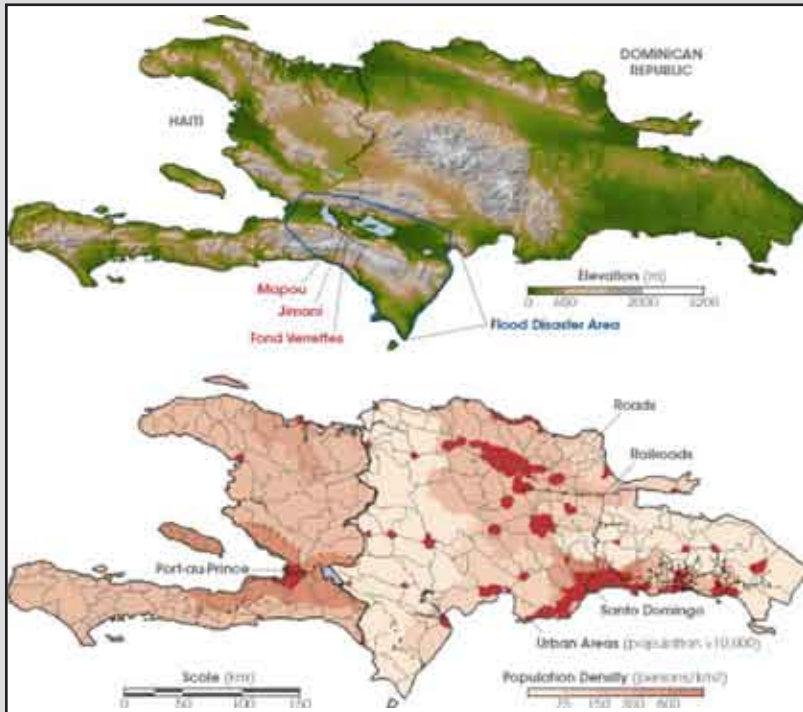 DOMINICAN
REPUBLIC
HAITI
Elevation (m)
Mapou
Jimani
Fond Verrettes
0 600 2000 3200
Flood Disaster Area
Roads
Railroads
Port-au-Prince
Santo Domingo
Urban Areas (population >10,000)
Scale (km)
0 50 100 150
Population Density (persons/km2)
75 150 300 600